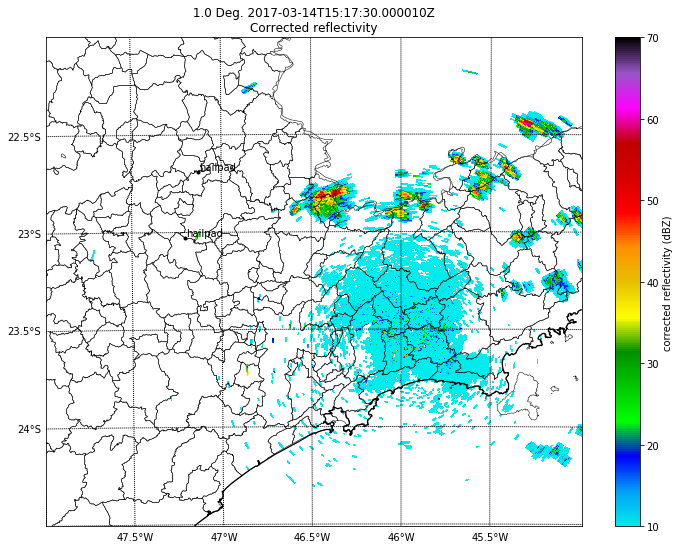 1.0 Deg. 2017-03-14T15:17:30.000010Z
Corrected reflectivity
70
60
50
40
30
20
10
corrected reflectivity (dBZ)
22.5°S
23°S
23.5°S
24°S
hailpad
hailpad
47.5°W
47°W
46.5°W
46°W
45.5°W